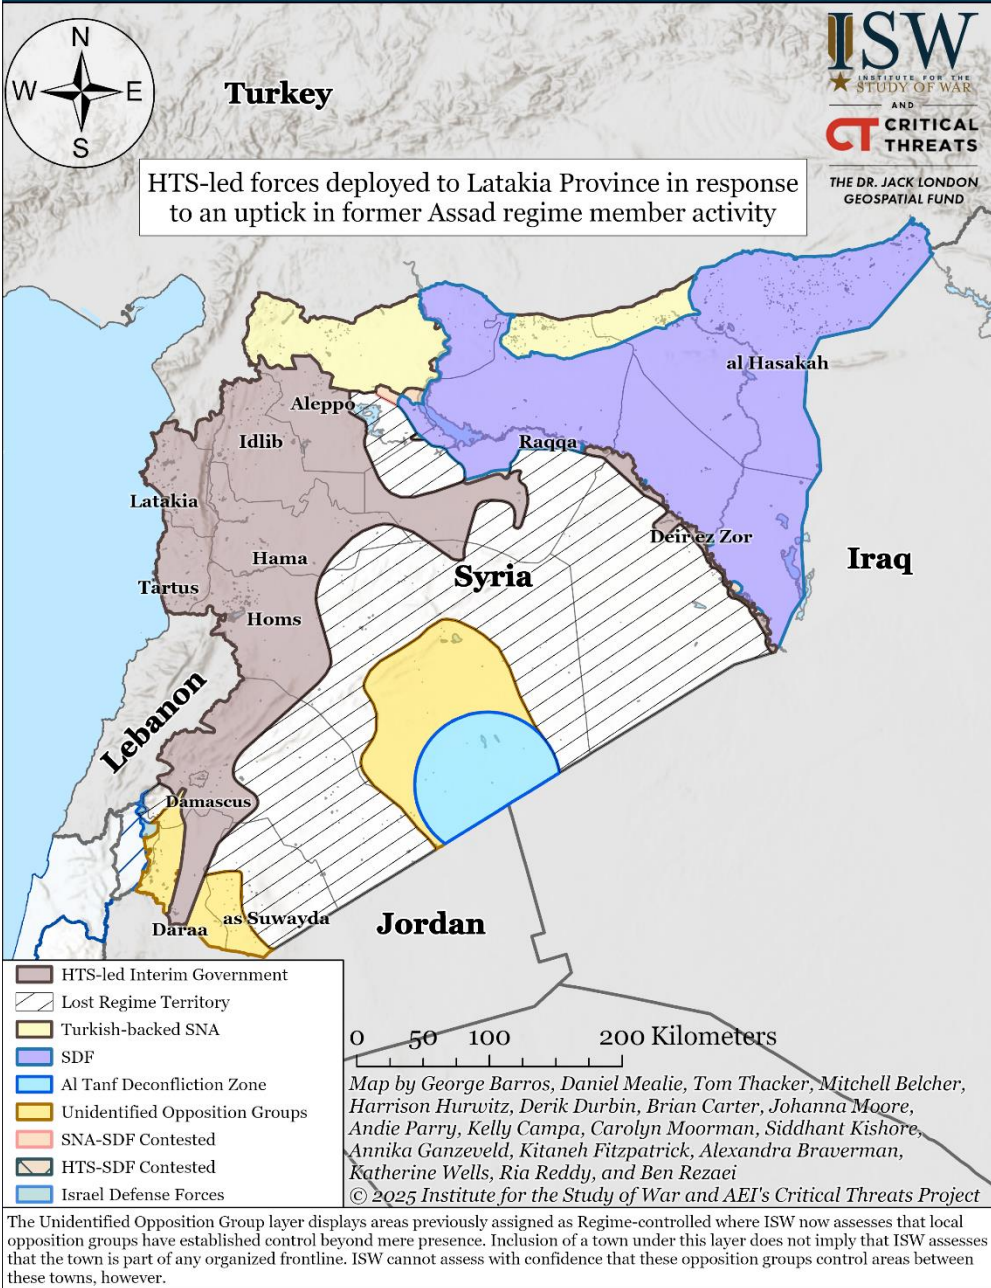 N
W
E
S
ISW
INSTITUTE FOR THE
STUDY OF WAR
AND
CT CRITICAL
THREATS
THE DR. JACK LONDON
GEOSPATIAL FUND
Turkey
HTS-led forces deployed to Latakia Province in response
to an uptick in former Assad regime member activity
al Hasakah
Aleppo
Idlib
Raqqa
Latakia
Deir ez Zor
Hama
Iraq
Syria
Tartus
Homs
Lebanon
Damascus
as Suwayda
Daraa
Jordan
HTS-led Interim Government
Lost Regime Territory
Turkish-backed SNA
SDF
Al Tanf Deconfliction Zone
Unidentified Opposition Groups
SNA-SDF Contested
HTS-SDF Contested
Israel Defense Forces
0 50 100 200 Kilometers
Map by George Barros, Daniel Mealie, Tom Thacker, Mitchell Belcher,
Harrison Hurwitz, Derik Durbin, Brian Carter, Johanna Moore,
Andie Parry, Kelly Campa, Carolyn Moorman, Siddhant Kishore,
Annika Ganzeveld, Kitaneh Fitzpatrick, Alexandra Braverman,
Katherine Wells, Ria Reddy, and Ben Rezaei
© 2025 Institute for the Study of War and AEI's Critical Threats Project
The Unidentified Opposition Group layer displays areas previously assigned as Regime-controlled where ISW now assesses that local
opposition groups have established control beyond mere presence. Inclusion of a town under this layer does not imply that ISW assesses
that the town is part of any organized frontline. ISW cannot assess with confidence that these opposition groups control areas between
these towns, however.